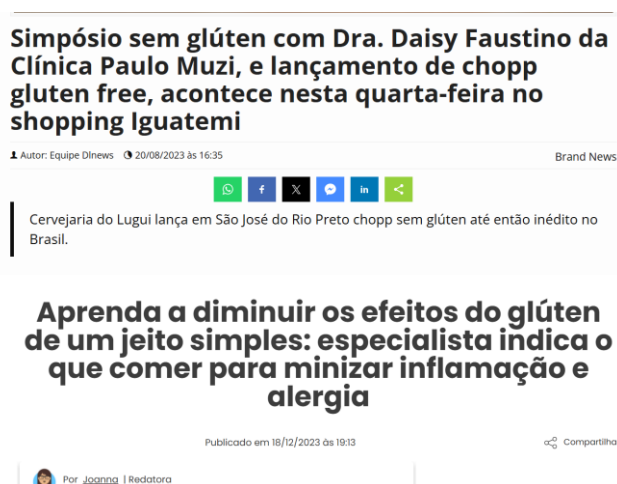 Simpósio sem glúten com Dra. Daisy Faustino da
Clínica Paulo Muzi, e lançamento de chopp
gluten free, acontece nesta quarta-feira no
shopping Iguatemi
Autor: Equipe DInews 20/08/2023 às 16:35 Brand News
in
Cervejaria do Lugui lança em São José do Rio Preto chopp sem glúten até então inédito no
Brasil.
Aprenda a diminuir os efeitos do glúten
de um jeito simples: especialista indica o
que comer para minizar inflamação e
alergia
Publicado em 18/12/2023 às 19:13 Compartilha
Por Joanna | Redatora